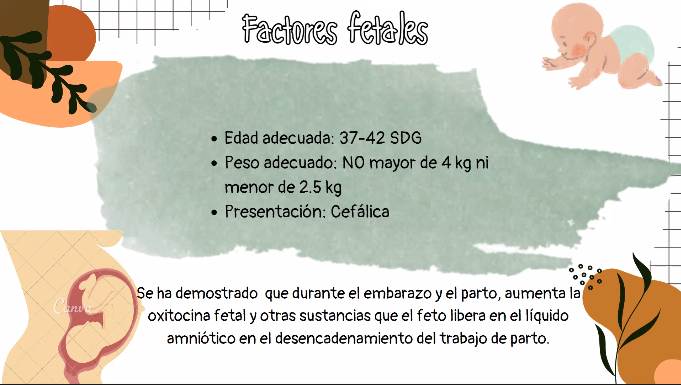 Factores fetales
• Edad adecuada: 37-42 SDG
• Peso adecuado: NO mayor de 4 kg ni
menor de 2.5 kg
• Presentación: Cefálica
Canva
Se ha demostrado que durante el embarazo y el parto, aumenta la
oxitocina fetal y otras sustancias que el feto libera en el líquido
amniótico en el desencadenamiento del trabajo de parto.